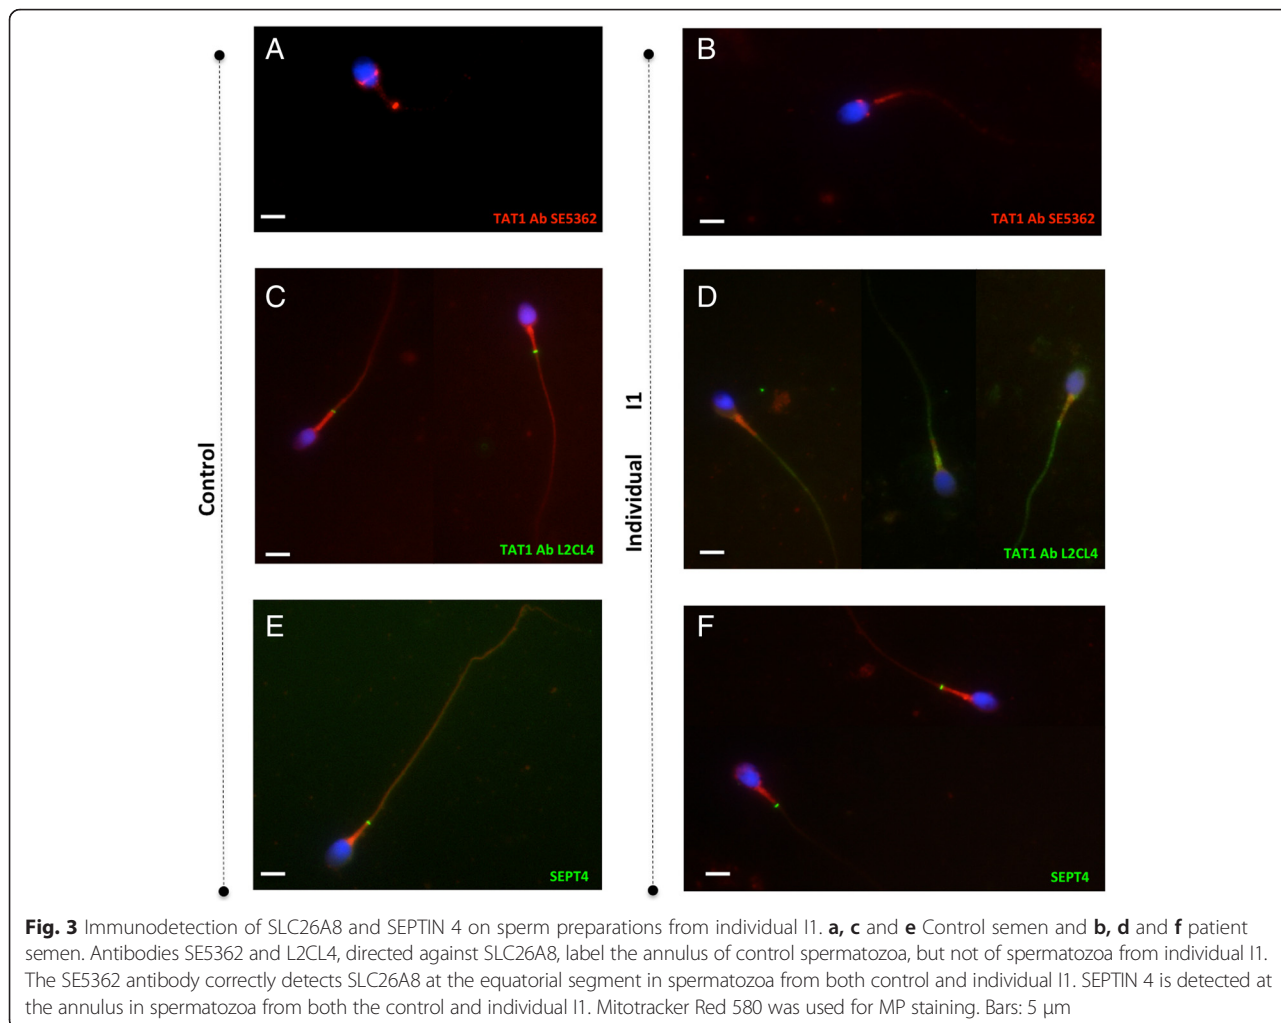 A
TAT1 Ab SE5362
B
TAT1 Ab SE5362
C
TAT1 Ab L2CL4
D
TAT1 Ab L2CL4
E
SEPT4
F
SEPT4
Control
Individual I1
Fig. 3 Immunodetection of SLC26A8 and SEPTIN 4 on sperm preparations from individual I1. a, c and e Control semen and b, d and f patient
semen. Antibodies SE5362 and L2CL4, directed against SLC26A8, label the annulus of control spermatozoa, but not of spermatozoa from individual I1.
The SE5362 antibody correctly detects SLC26A8 at the equatorial segment in spermatozoa from both control and individual I1. SEPTIN 4 is detected at
the annulus in spermatozoa from both the control and individual I1. Mitotracker Red 580 was used for MP staining. Bars: 5 μm